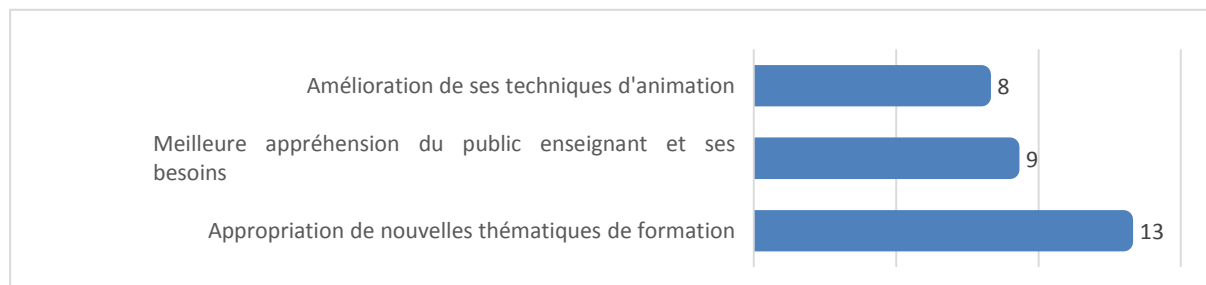 Amélioration de ses techniques d'animation
8
Meilleure appréhension du public enseignant et ses
besoins
9
Appropriation de nouvelles thématiques de formation
13